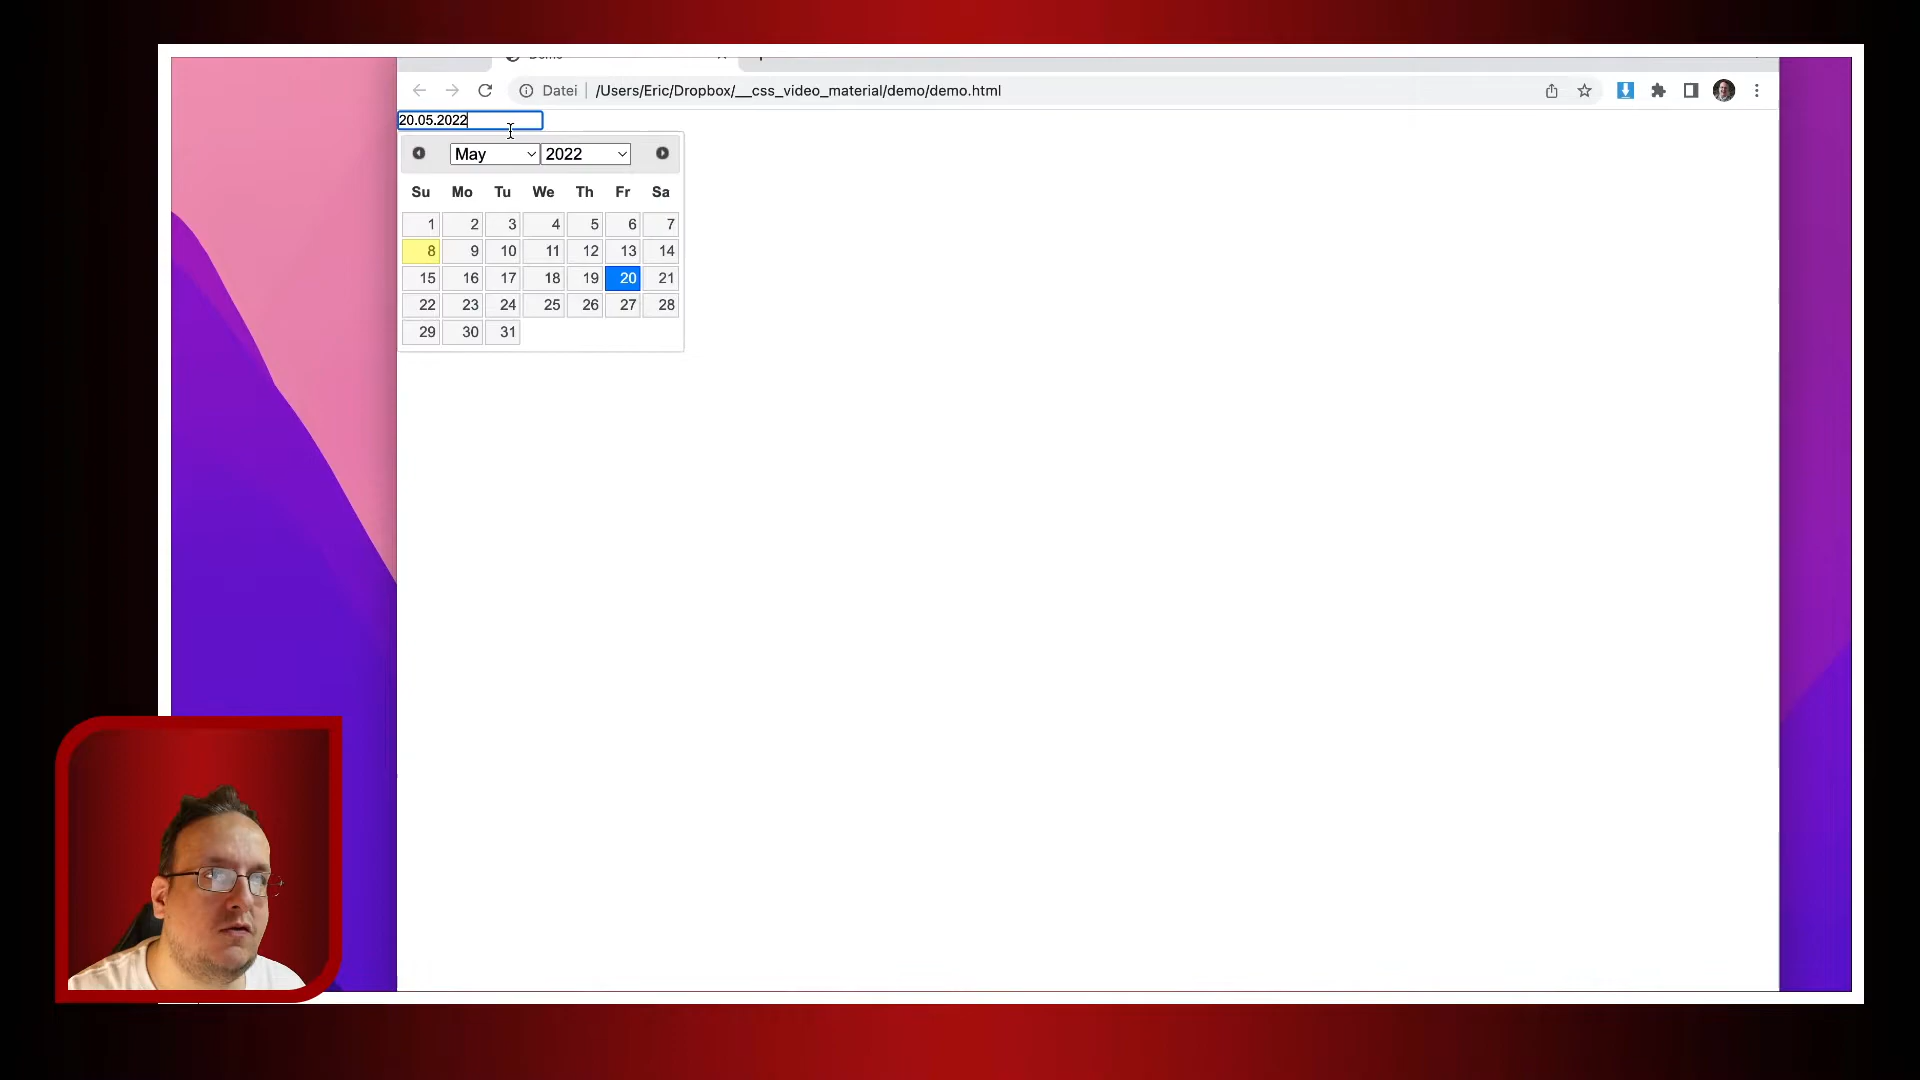 Datei /Users/Eric/Dropbox/__css_video_material/demo/demo.html
20.05.2022
May 2022
Su Mo Tu We Th Fr Sa
1 2 3 4 5 6 7
8 9 10 11 12 13 14
15 16 17 18 19 20 21
22 23 24 25 26 27 28
29 30 31